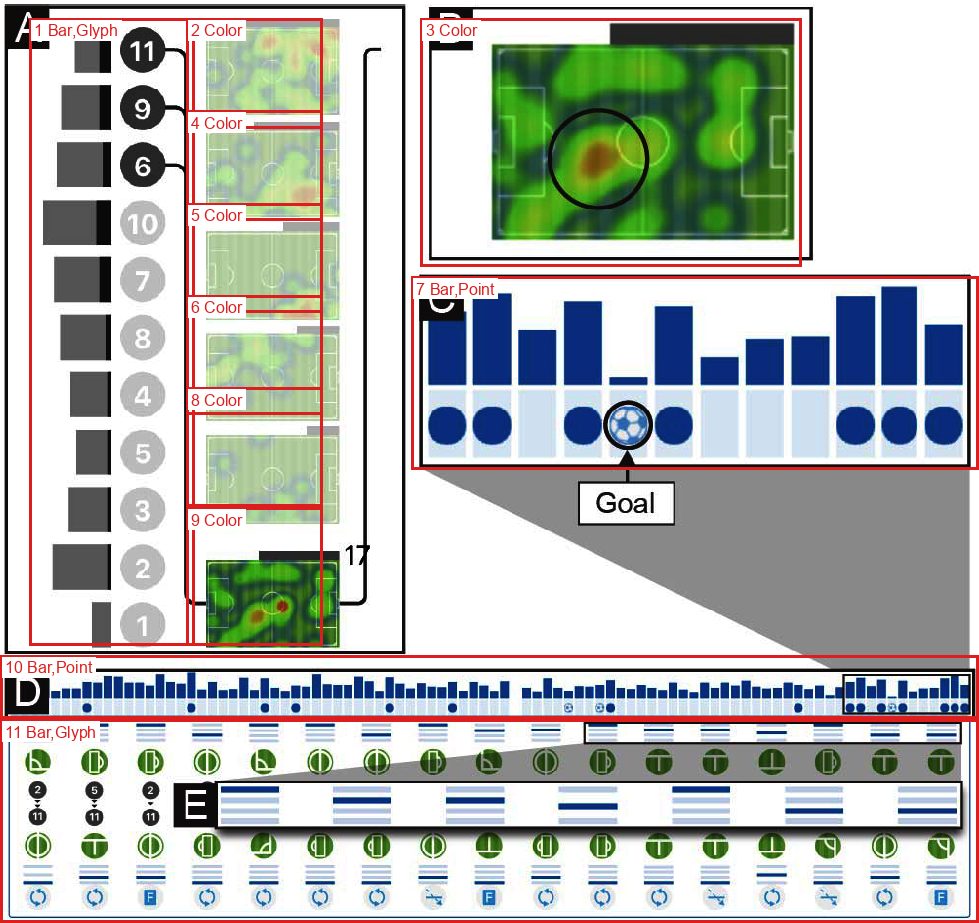 A
1 Bar,Glyph
2 Color
3 Color
11
9
4 Color
6
10
5 Color
7
6 Color
7 Bar,Point
8
4
8 Color
5
Goal
3
9 Color
17
2
1
10 Bar,Point
D
11 Bar,Glyph
2 5 2
11 11 11
E
F F F